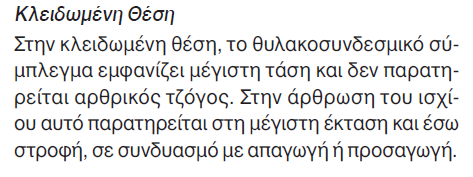 Κλειδωμένη Θέση
Στην κλειδωμένη θέση, το θυλακοσυνδεσμικό σύ-
μπλεγμα εμφανίζει μέγιστη τάση και δεν παρατη-
ρείται αρθρικός τζόγος. Στην άρθρωση του ισχί-
ου αυτό παρατηρείται στη μέγιστη έκταση και έσω
στροφή, σε συνδυασμό με απαγωγή ή προσαγωγή.